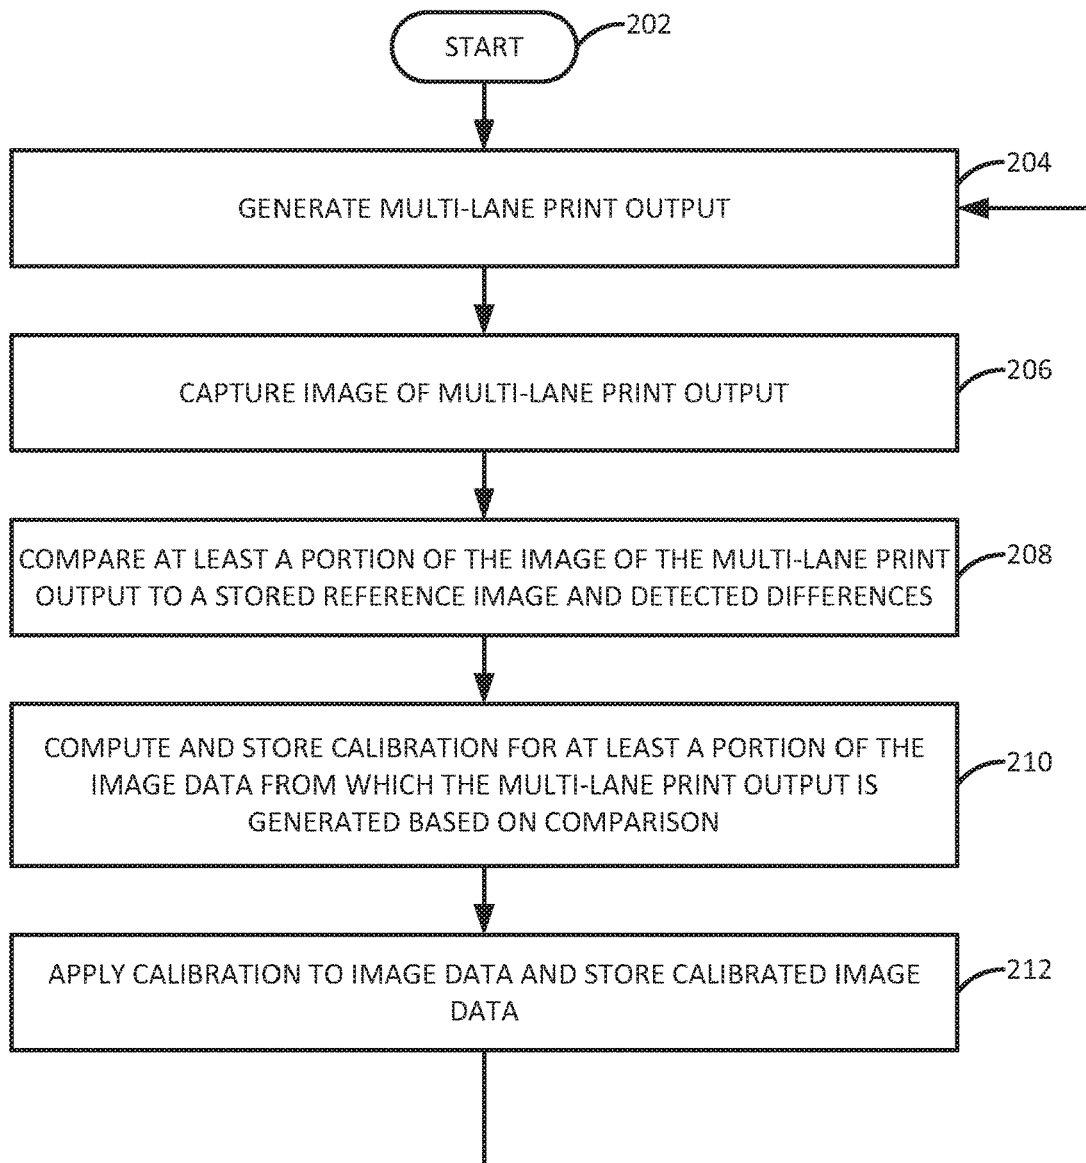 START
202
204
GENERATE MULTI-LANE PRINT OUTPUT
206
CAPTURE IMAGE OF MULTI-LANE PRINT OUTPUT
208
COMPARE AT LEAST A PORTION OF THE IMAGE OF THE MULTI-LANE PRINT
OUTPUT TO A STORED REFERENCE IMAGE AND DETECTED DIFFERENCES
COMPUTE AND STORE CALIBRATION FOR AT LEAST A PORTION OF THE
210
IMAGE DATA FROM WHICH THE MULTI-LANE PRINT OUTPUT IS
GENERATED BASED ON COMPARISON
APPLY CALIBRATION TO IMAGE DATA AND STORE CALIBRATED IMAGE
212
DATA